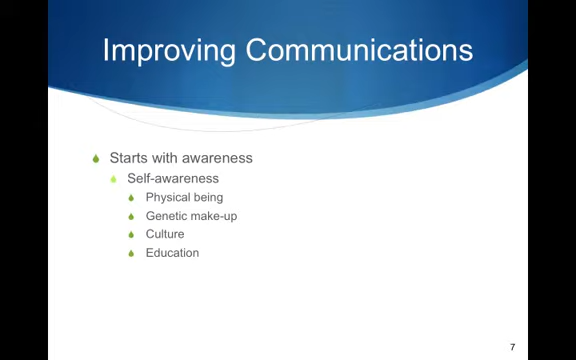 Improving Communications
Starts with awareness
Self-awareness
Physical being
Genetic make-up
Culture
Education
7